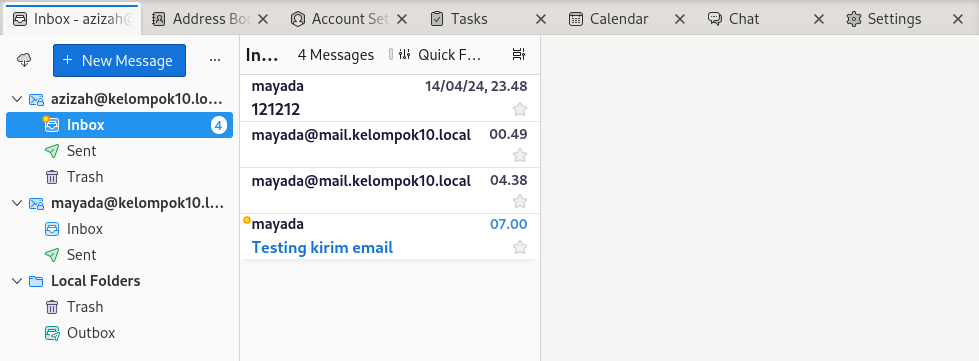 Inbox - azizah@ Address Boo Account Set Tasks Calendar Chat Settings
+ New Message ...
In... 4 Messages Quick F...
azizah@kelompok10.lo...
Inbox 4
Sent
Trash
mayada@kelompok10.l...
Inbox
Sent
Local Folders
Trash
Outbox
mayada 14/04/24, 23.48
121212
mayada@mail.kelompok10.local 00.49
mayada@mail.kelompok10.local 04.38
mayada 07.00
Testing kirim email